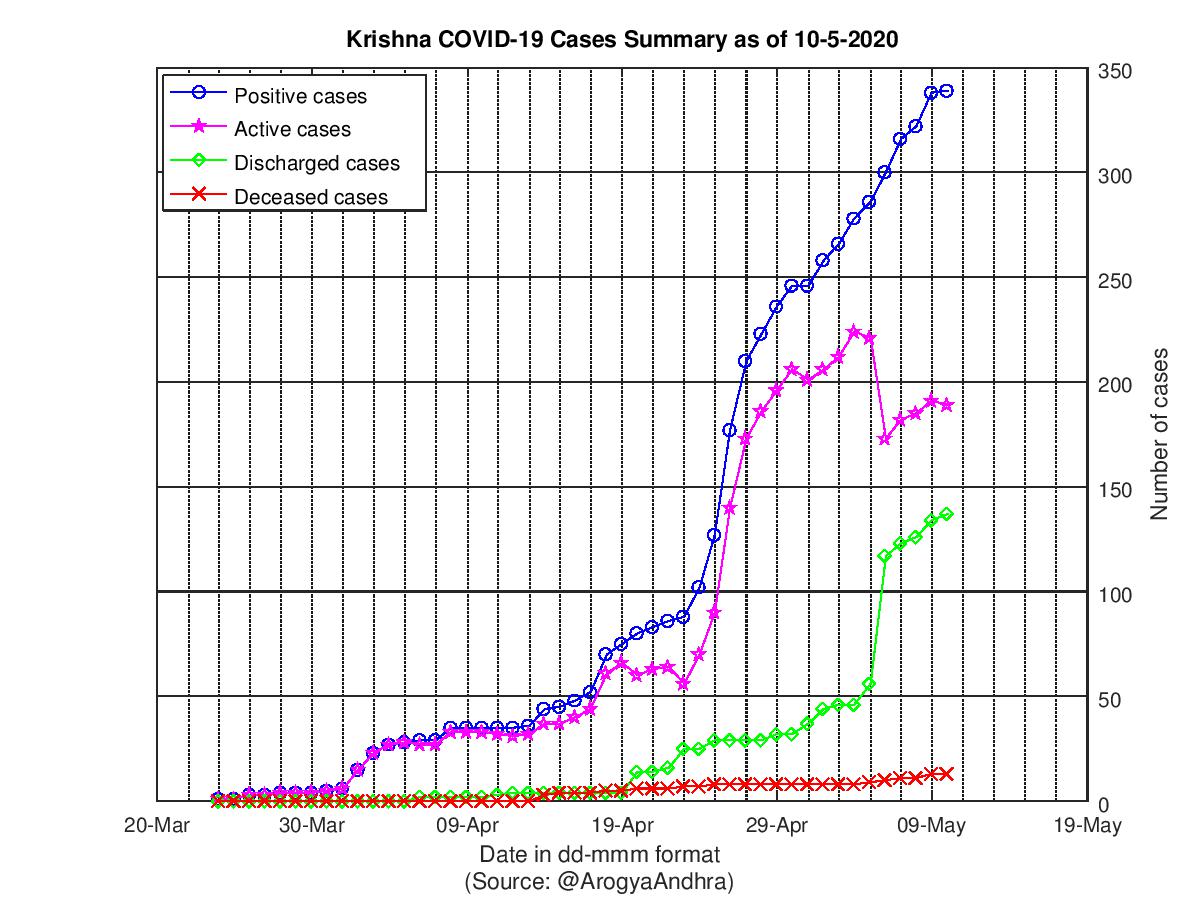 Krishna COVID-19 Cases Summary as of 10-5-2020
Positive cases
Active cases
Discharged cases
Deceased cases
350
300
250
200
150
100
50
0
Number of cases
20-Mar
30-Mar
09-Apr
19-Apr
29-Apr
09-May
19-May
Date in dd-mmm format
(Source: @ArogyaAndhra)